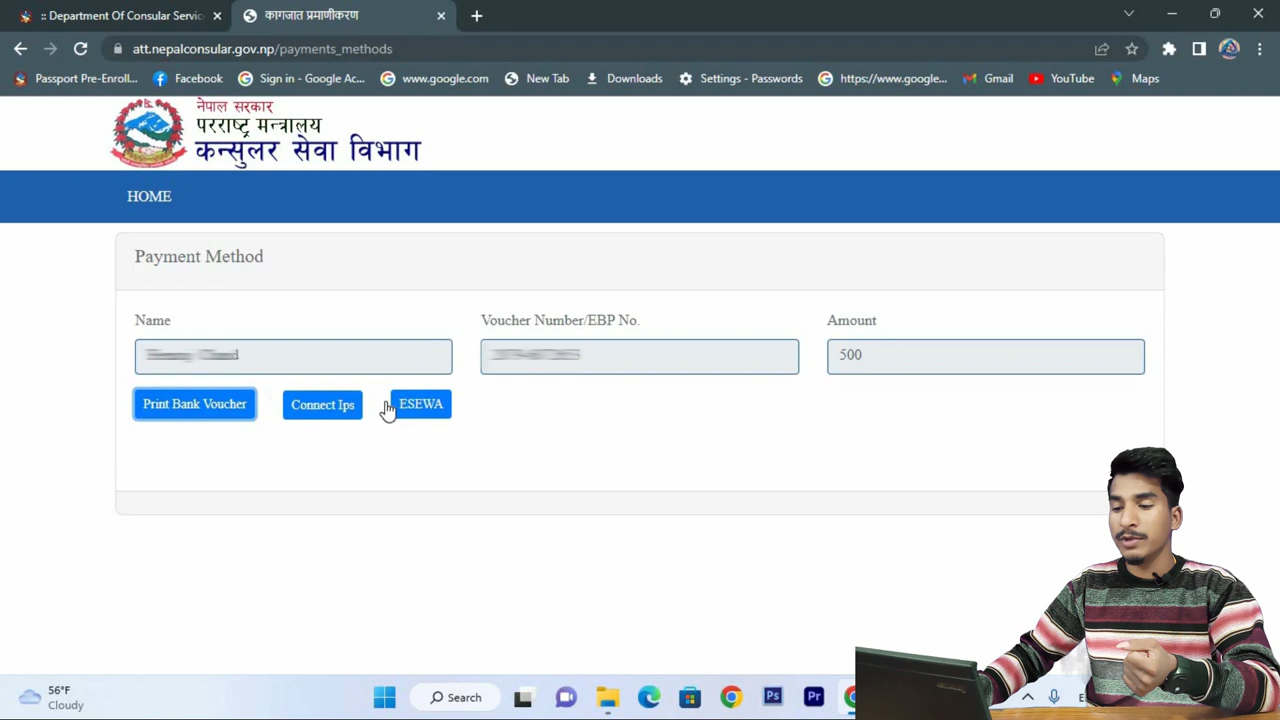 :: Department Of Consular Servic
कागजात प्रमाणीकरण
att.nepalconsular.gov.np/payments_methods
Passport Pre-Enroll...
Facebook
Sign in - Google Ac...
www.google.com
New Tab
Downloads
Settings - Passwords
https://www.google...
Gmail
YouTube
Maps
नेपाल सरकार
परराष्ट्र मन्त्रालय
कन्सुलर सेवा विभाग
HOME
Payment Method
Name
Voucher Number/EBP No.
Amount
500
Print Bank Voucher
Connect Ips
ESEWA
56°F
Cloudy
Search
Ps
Pr
E